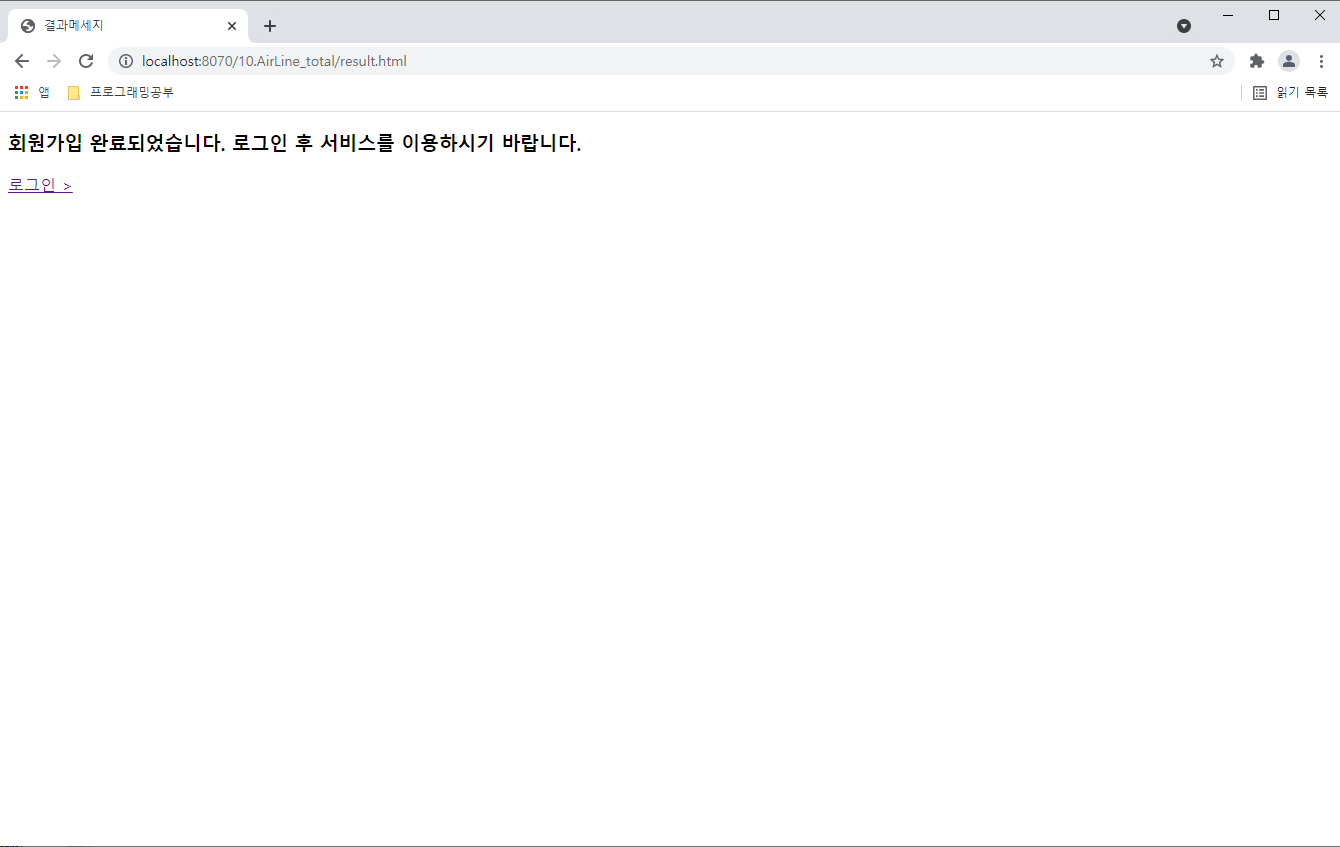 결과메세지
localhost:8070/10.AirLine_total/result.html
앱 프로그래밍공부 읽기 목록
회원가입 완료되었습니다. 로그인 후 서비스를 이용하시기 바랍니다.
로그인 >